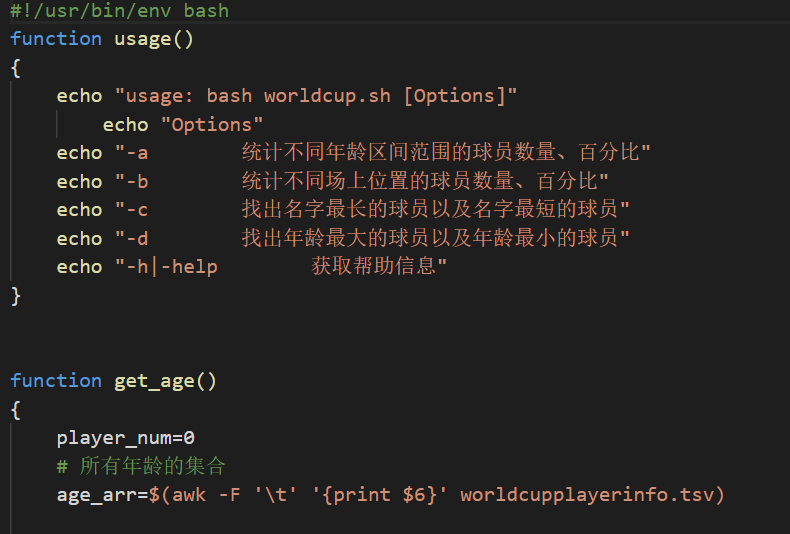 #!/usr/bin/env bash
function usage()
{
    echo "usage: bash worldcup.sh [Options]"
        echo "Options"
    echo "-a        统计不同年龄区间范围的球员数量、百分比"
    echo "-b        统计不同场上位置的球员数量、百分比"
    echo "-c        找出名字最长的球员以及名字最短的球员"
    echo "-d        找出年龄最大的球员以及年龄最小的球员"
    echo "-h|-help        获取帮助信息"
}
function get_age()
{
    player_num=0
    # 所有年龄的集合
    age_arr=$(awk -F '\t' '{print $6}' worldcupplayerinfo.tsv)